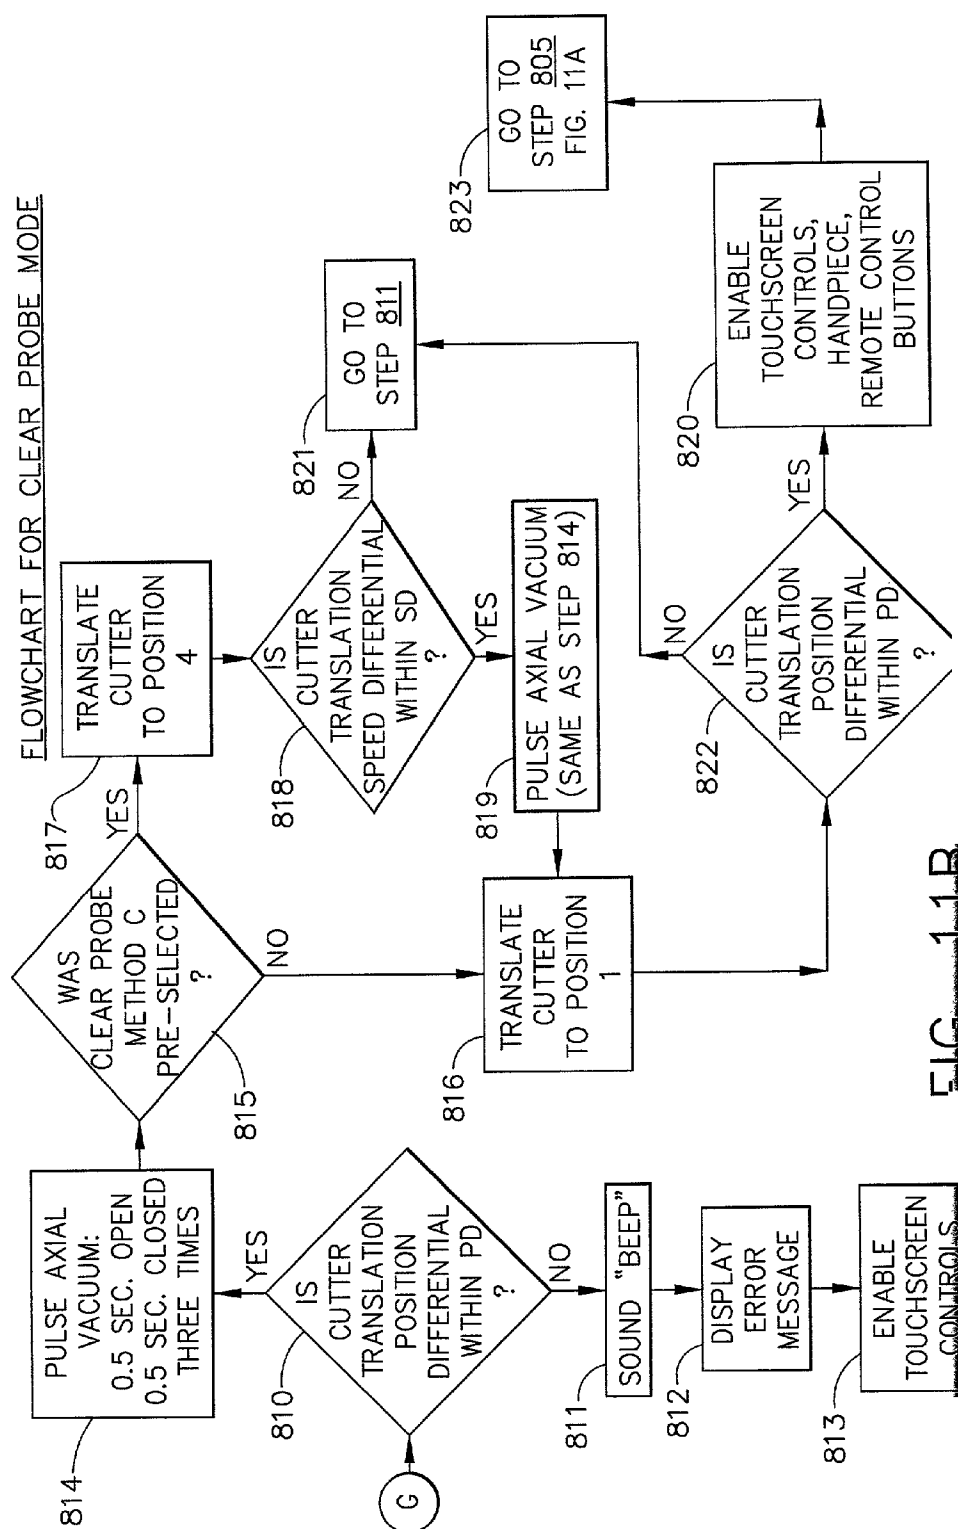 FLOWCHART FOR CLEAR PROBE MODE
G
810
IS
CUTTER
TRANSLATION
POSITION
DIFFERENTIAL
WITHIN PD
?
YES
NO
814
PULSE AXIAL
VACUUM:
0.5 SEC. OPEN
0.5 SEC. CLOSED
THREE TIMES
811
SOUND "BEEP"
812
DISPLAY
ERROR
MESSAGE
813
ENABLE
TOUCHSCREEN
CONTROLS
815
WAS
CLEAR PROBE
METHOD C
PRE-SELECTED
?
YES
NO
817
TRANSLATE
CUTTER
TO POSITION
4
818
IS
CUTTER
TRANSLATION
SPEED DIFFERENTIAL
WITHIN SD
?
NO
YES
821
GO TO
STEP 811
819
PULSE AXIAL VACUUM
(SAME AS STEP 814)
816
TRANSLATE
CUTTER
TO POSITION
1
822
IS
CUTTER
TRANSLATION
POSITION
DIFFERENTIAL
WITHIN PD
?
NO
YES
820
ENABLE
TOUCHSCREEN
CONTROLS,
HANDPIECE,
REMOTE CONTROL
BUTTONS
823
GO TO
STEP 805
FIG. 11A
FIG. 11B